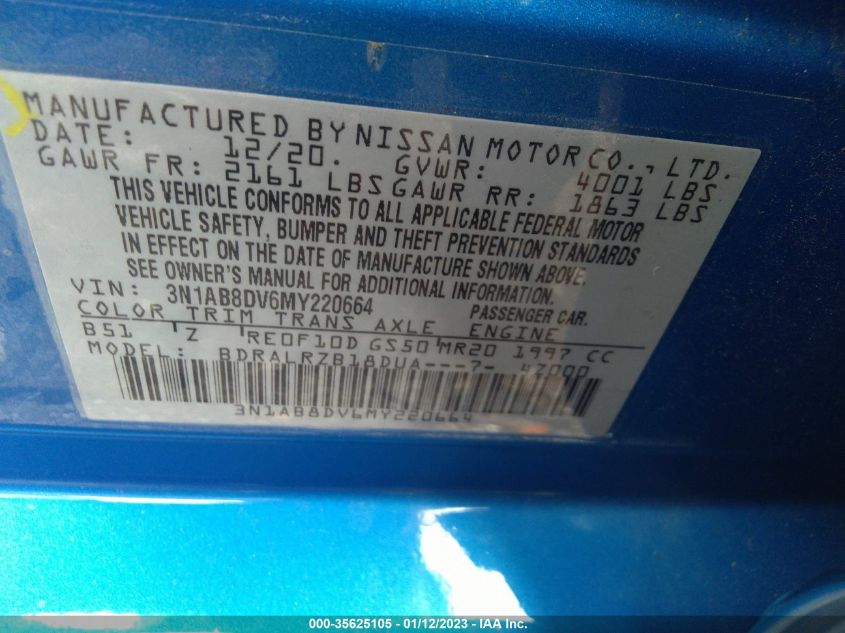 MANUFACTURED BY NISSAN MOTOR CO., LTD.
DATE: 12/20. GVWR: 4001 LBS
GAWR FR: 2161 LBS GAWR RR: 1863 LBS
THIS VEHICLE CONFORMS TO ALL APPLICABLE FEDERAL MOTOR
VEHICLE SAFETY, BUMPER AND THEFT PREVENTION STANDARDS
IN EFFECT ON THE DATE OF MANUFACTURE SHOWN ABOVE.
SEE OWNER'S MANUAL FOR ADDITIONAL INFORMATION.
VIN: 3N1AB8DV6MY220664 PASSENGER CAR.
COLOR TRIM TRANS AXLE ENGINE
B51 Z RE0F10D GS50 MR20 1997 CC
MODEL: BDRALRZB18DUA---7- 4Z000
3N1AB8DV6MY220664
000-35625105 - 01/12/2023 - IAA Inc.